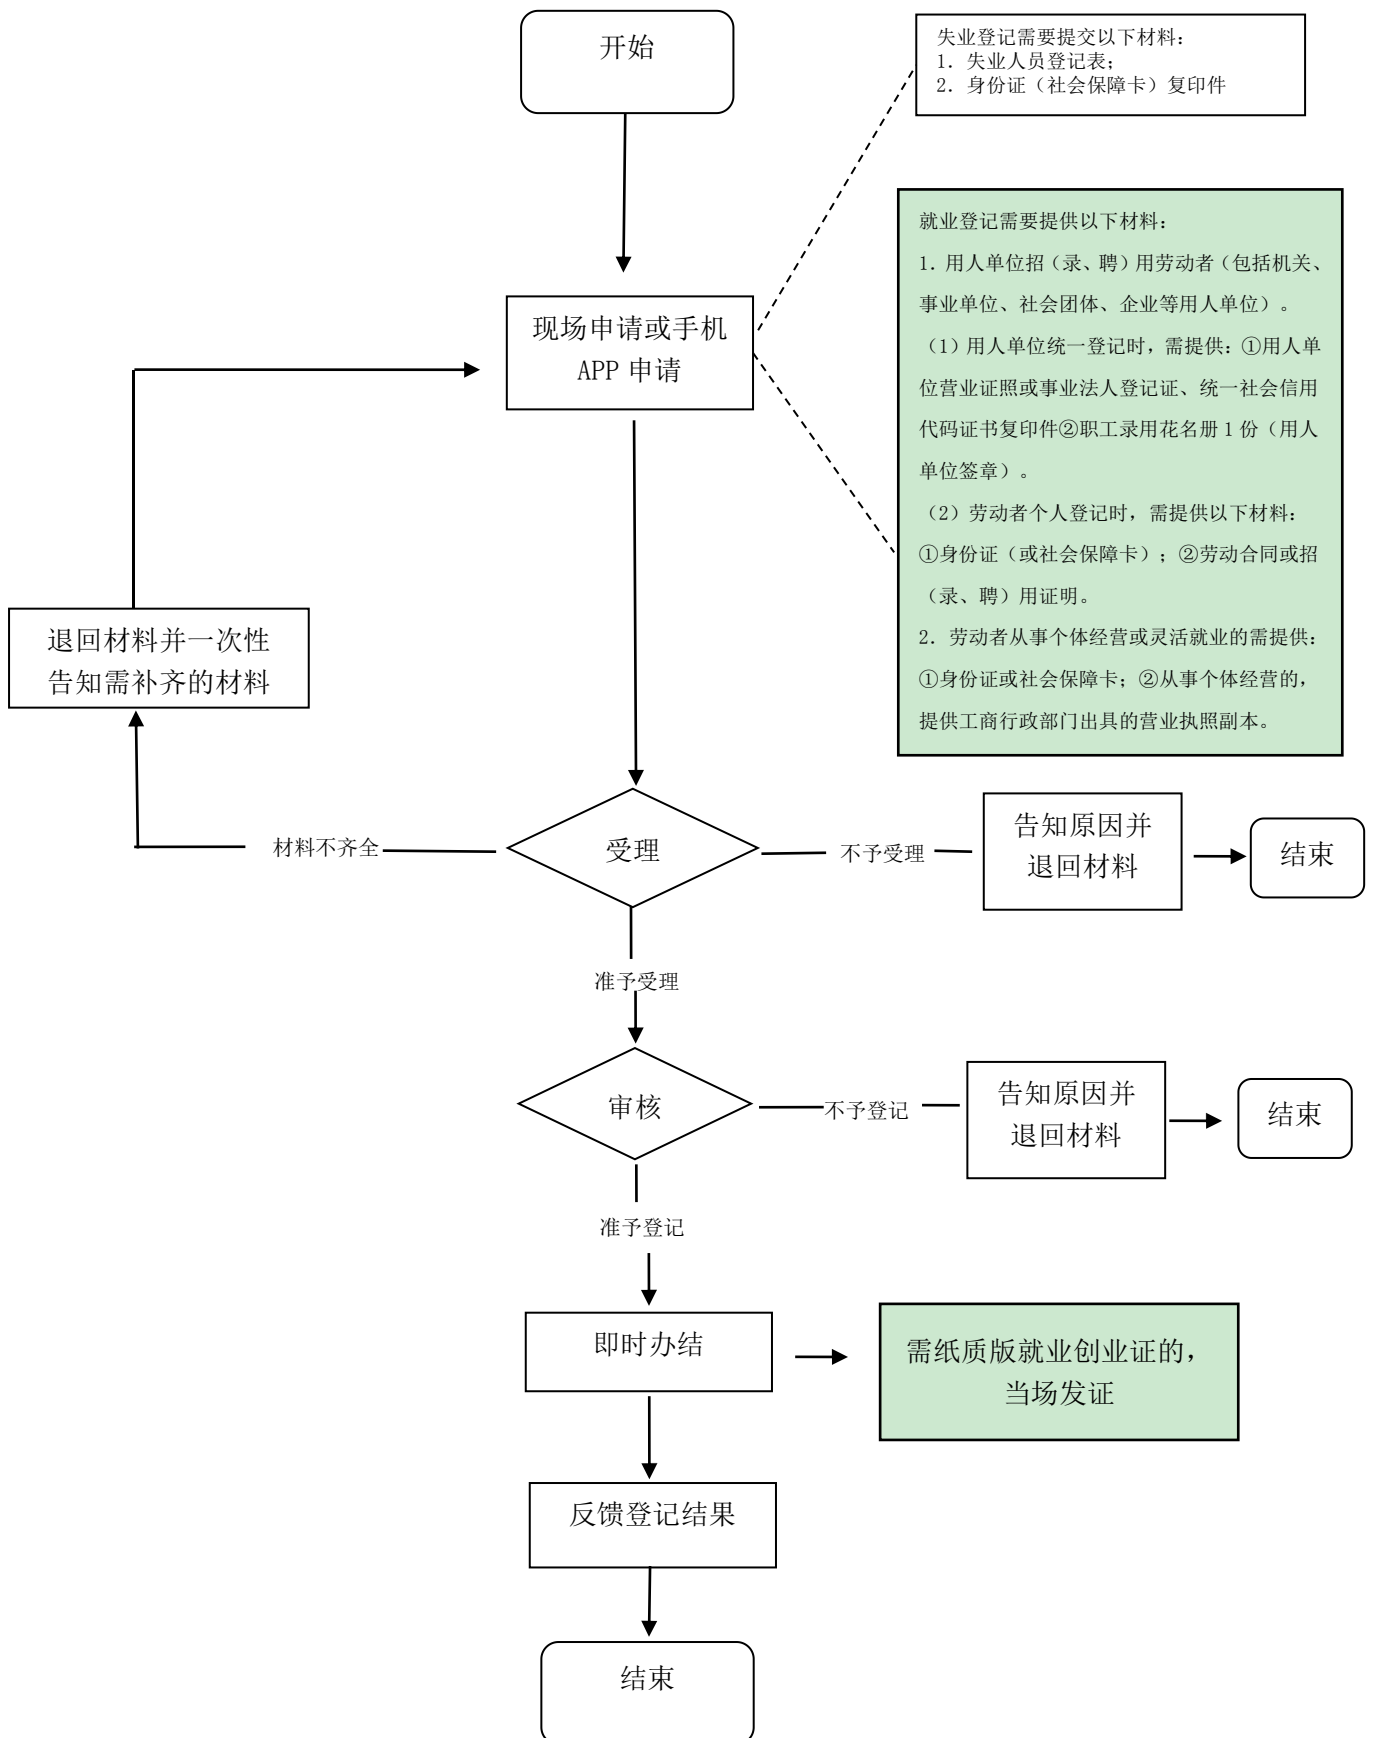 开始
失业登记需要提交以下材料：
1. 失业人员登记表；
2. 身份证（社会保障卡）复印件
就业登记需要提供以下材料：
1. 用人单位招（录、聘）用劳动者（包括机关、
事业单位、社会团体、企业等用人单位）。
（1）用人单位统一登记时，需提供：①用人单
位营业证照或事业法人登记证、统一社会信用
代码证书复印件②职工录用花名册 1 份（用人
单位签章）。
（2）劳动者个人登记时，需提供以下材料：
①身份证（或社会保障卡）；②劳动合同或招
（录、聘）用证明。
2. 劳动者从事个体经营或灵活就业的需提供：
①身份证或社会保障卡；②从事个体经营的，
提供工商行政部门出具的营业执照副本。
现场申请或手机
APP 申请
退回材料并一次性
告知需补齐的材料
材料不齐全
受理
不予受理
告知原因并
退回材料
结束
准予受理
审核
不予登记
告知原因并
退回材料
结束
准予登记
即时办结
需纸质版就业创业证的，
当场发证
反馈登记结果
结束